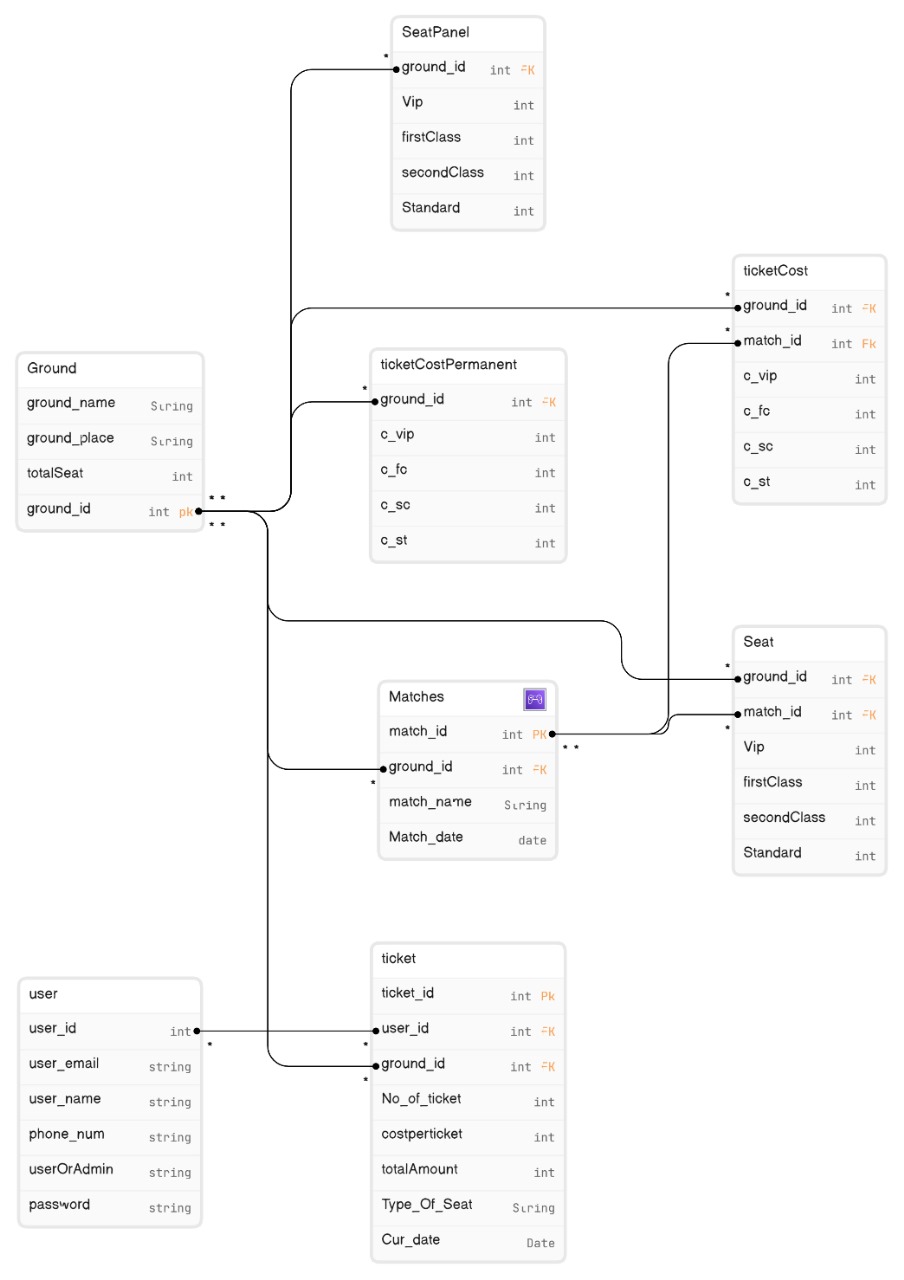 SeatPanel
*
ground_id int FK
Vip int
firstClass int
secondClass int
Standard int
ticketCost
*
ground_id int FK
*
match_id int Fk
c_vip int
c_fc int
c_sc int
c_st int
Ground
ground_name String
ground_place String
totalSeat int
ground_id int pk
* *
* *
ticketCostPermanent
*
ground_id int FK
c_vip int
c_fc int
c_sc int
c_st int
Seat
*
ground_id int FK
match_id int FK
*
Vip int
firstClass int
secondClass int
Standard int
Matches
match_id int PK
* *
ground_id int FK
*
match_name String
Match_date date
user
user_id int
*
user_email string
user_name string
phone_num string
userOrAdmin string
password string
ticket
ticket_id int Pk
user_id int FK
*
ground_id int FK
*
No_of_ticket int
costperticket int
totalAmount int
Type_Of_Seat String
Cur_date Date